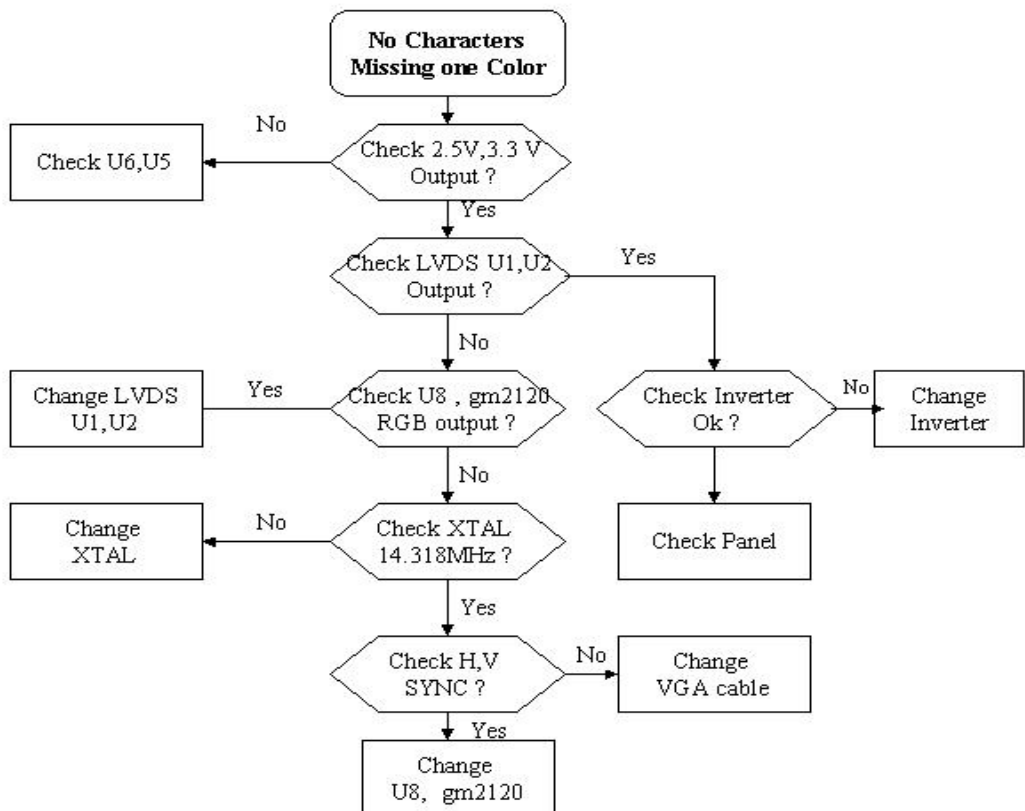 No Characters
Missing one Color
No
Check U6,U5
Check 2.5V,3.3 V
Output ?
Yes
Check LVDS U1,U2
Output ?
Yes
No
Change LVDS
U1,U2
Yes
Check U8 , gm2120
RGB output ?
Check Inverter
Ok ?
No
Change
Inverter
No
Change
XTAL
No
Check XTAL
14.318MHz ?
Check Panel
Yes
Check H,V
SYNC ?
No
Change
VGA cable
Yes
Change
U8, gm2120